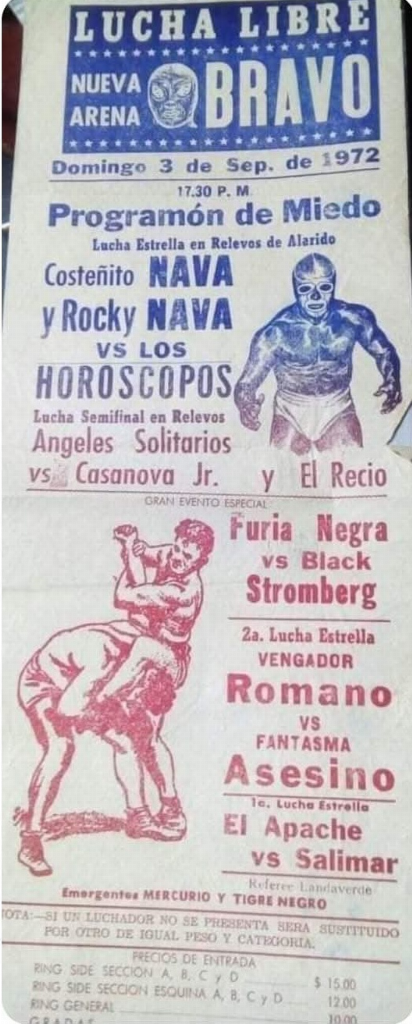 LUCHA LIBRE
NUEVA ARENA BRAVO
Domingo 3 de Sep. de 1972
17.30 P. M
Programón de Miedo
Lucha Estrella en Relevos de Alarido
Costeñito NAVA
y Rocky NAVA
VS LOS
HOROSCOPOS
Lucha Semifinal en Relevos
Angeles Solitarios
vs Casanova Jr. y El Recio
GRAN EVENTO ESPECIAL
Furia Negra
vs Black
Stromberg
2a. Lucha Estrella
VENGADOR
Romano
VS
FANTASMA
Asesino
1a. Lucha Estrella
El Apache
vs Salimar
Referee Landaverde
Emergentes MERCURIO Y TIGRE NEGRO
OTA:—SI UN LUCHADOR NO SE PRESENTA SERA SUSTITUIDO
POR OTRO DE IGUAL PESO Y CATEGORIA.
PRECIOS DE ENTRADA
RING SIDE SECCION A, B, C y D $ 15.00
RING SIDE SECCION ESQUINA A, B, C y D 12.00
RING GENERAL 10.00
GRADAS